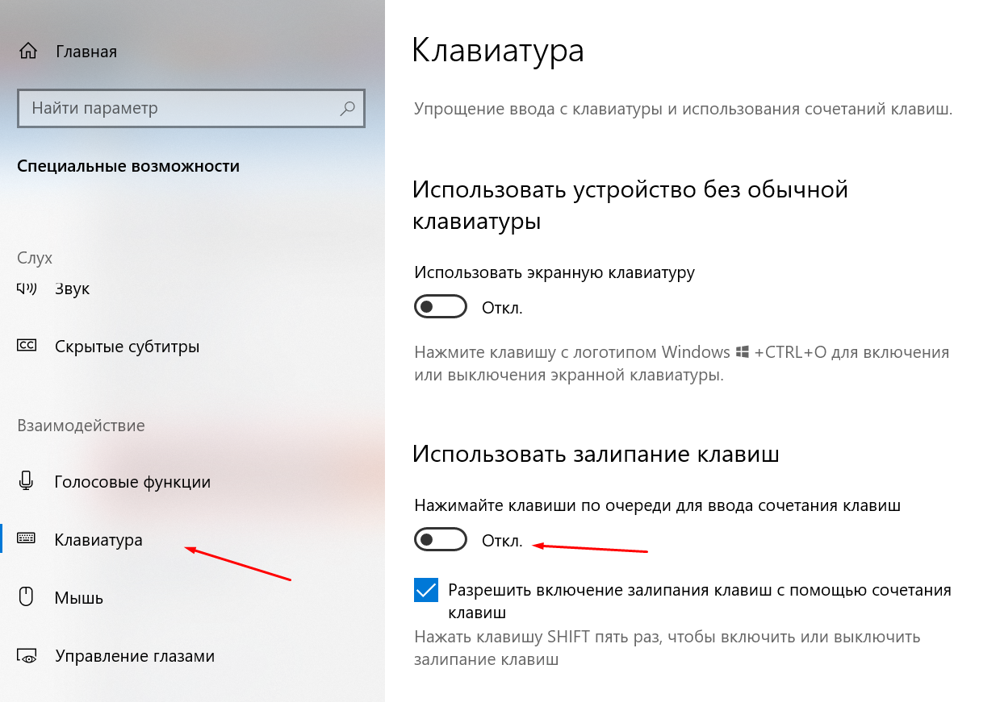 Главная
Найти параметр
Специальные возможности
Слух
Звук
CC Скрытые субтитры
Взаимодействие
Голосовые функции
Клавиатура
Мышь
Управление глазами
Клавиатура
Упрощение ввода с клавиатуры и использования сочетаний клавиш.
Использовать устройство без обычной
клавиатуры
Использовать экранную клавиатуру
Откл.
Нажмите клавишу с логотипом Windows +CTRL+O для включения
или выключения экранной клавиатуры.
Использовать залипание клавиш
Нажимайте клавиши по очереди для ввода сочетания клавиш
Откл.
Разрешить включение залипания клавиш с помощью сочетания
клавиш
Нажать клавишу SHIFT пять раз, чтобы включить или выключить
залипание клавиш